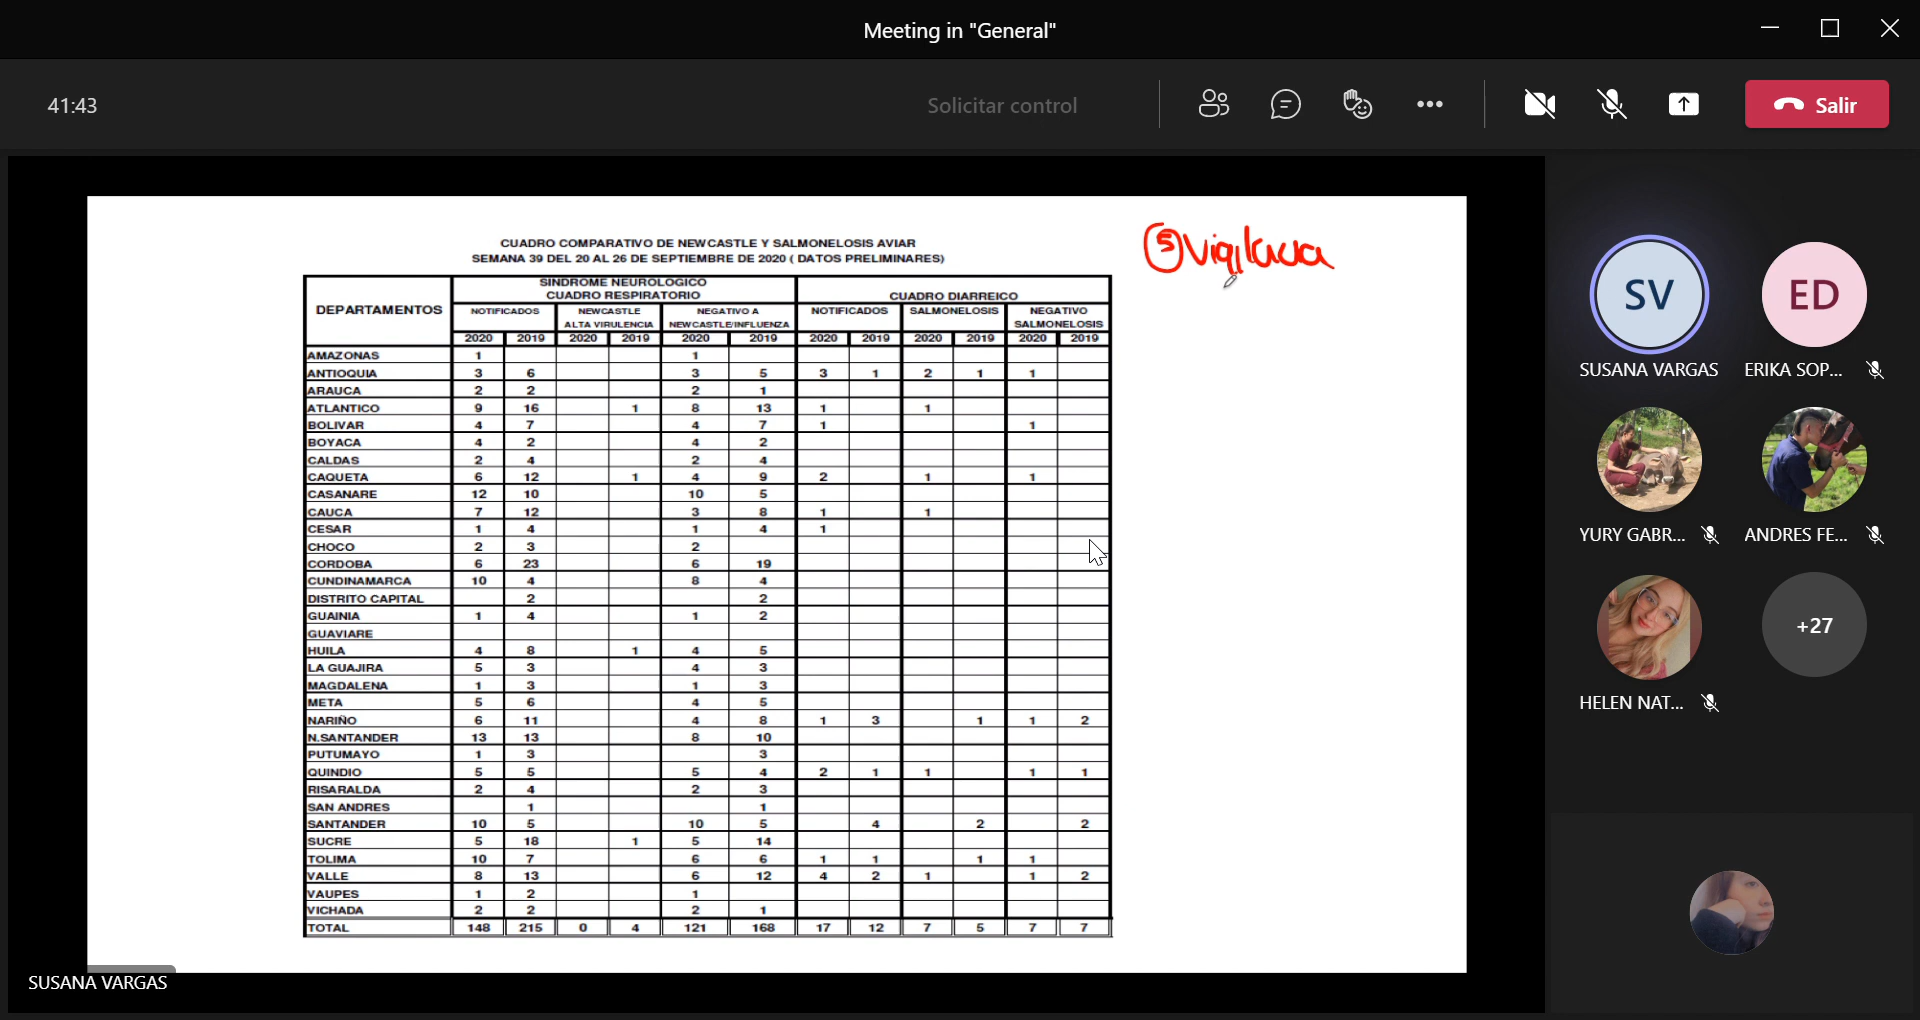 Meeting in "General"
41:43
Solicitar control
Salir
CUADRO COMPARATIVO DE NEWCASTLE Y SALMONELOSIS AVIAR
SEMANA 39 DEL 20 AL 26 DE SEPTIEMBRE DE 2020 ( DATOS PRELIMINARES)
DEPARTAMENTOS
SINDROME NEUROLOGICO
CUADRO RESPIRATORIO
CUADRO DIARREICO
NOTIFICADOS
NEWCASTLE
ALTA VIRULENCIA
NEGATIVO A
NEWCASTLE/INFLUENZA
NOTIFICADOS
SALMONELOSIS
NEGATIVO
SALMONELOSIS
2020 2019 2020 2019 2020 2019 2020 2019 2020 2019 2020 2019
AMAZONAS 1 1
ANTIOQUIA 3 6 3 5 3 1 2 1 1
ARAUCA 2 2 2 1
ATLANTICO 9 16 1 8 13 1 1
BOLIVAR 4 7 4 7 1 1
BOYACA 4 2 4 2
CALDAS 2 4 2 4
CAQUETA 6 12 1 4 9 2 1 1
CASANARE 12 10 10 5
CAUCA 7 12 3 8 1 1
CESAR 1 4 1 4 1
CHOCO 2 3 2
CORDOBA 6 23 6 19
CUNDINAMARCA 10 4 8 4
DISTRITO CAPITAL 2 2
GUAINIA 1 4 1 2
GUAVIARE
HUILA 4 8 1 4 5
LA GUAJIRA 5 3 4 3
MAGDALENA 1 3 1 3
META 5 6 4 5
NARIÑO 6 11 4 8 1 3 1 1 2
N.SANTANDER 13 13 8 10
PUTUMAYO 1 3 3
QUINDIO 5 5 5 4 2 1 1 1 1
RISARALDA 2 4 2 3
SAN ANDRES 1 1
SANTANDER 10 5 10 5 4 2 2
SUCRE 5 18 1 5 14
TOLIMA 10 7 6 6 1 1 1 1
VALLE 8 13 6 12 4 2 1 1 2
VAUPES 1 2 1
VICHADA 2 2 2 1
TOTAL 148 215 0 4 121 168 17 12 7 5 7 7
SUSANA VARGAS
SV
ED
SUSANA VARGAS
ERIKA SOP...
YURY GABR...
ANDRES FE...
HELEN NAT...
+27